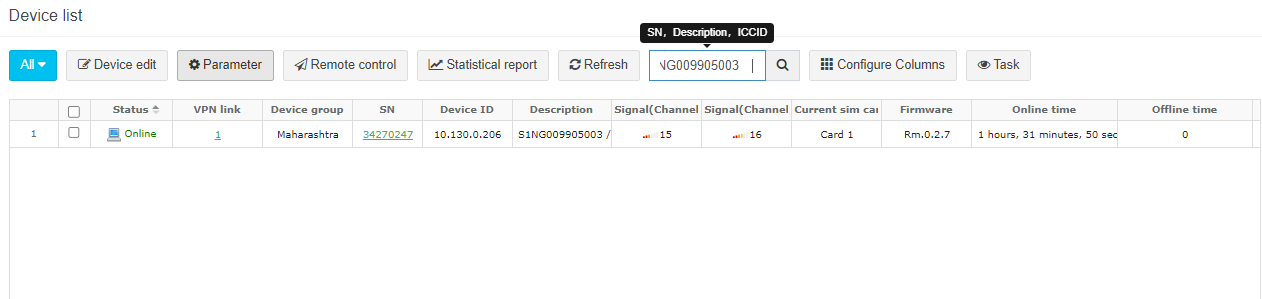 Device list
SN, Description, ICCID
All Device edit Parameter Remote control Statistical report Refresh NG009905003 Configure Columns Task
Status VPN link Device group SN Device ID Description Signal(Channel Signal(Channel Current sim car Firmware Online time Offline time
1 Online 1 Maharashtra 34270247 10.130.0.206 S1NG009905003 / 15 16 Card 1 Rm.0.2.7 1 hours, 31 minutes, 50 sec 0